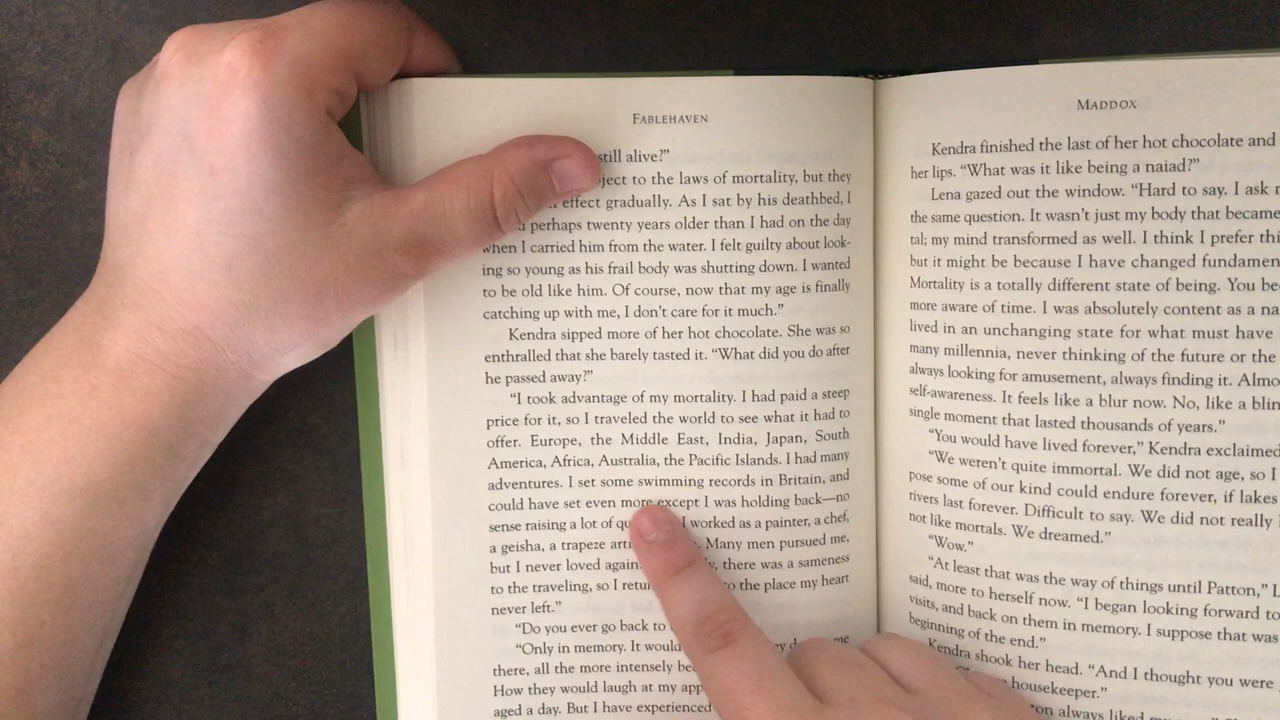 FABLEHAVEN
still alive?”
to the laws of mortality, but they
effect gradually. As I sat by his deathbed, I
perhaps twenty years older than I had on the day
when I carried him from the water. I felt guilty about look-
ing so young as his frail body was shutting down. I wanted
to be old like him. Of course, now that my age is finally
catching up with me, I don’t care for it much.”
Kendra sipped more of her hot chocolate. She was so
enthralled that she barely tasted it. “What did you do after
he passed away?”
“I took advantage of my mortality. I had paid a steep
price for it, so I traveled the world to see what it had to
offer. Europe, the Middle East, India, Japan, South
America, Africa, Australia, the Pacific Islands. I had many
adventures. I set some swimming records in Britain, and
could have set even more except I was holding back—no
sense raising a lot of I worked as a painter, a chef,
a geisha, a trapeze Many men pursued me,
but I never loved again. there was a sameness
to the traveling, so I to the place my heart
never left.”
“Do you ever go back to
“Only in memory. It would me
there, all the more intensely
How they would laugh at my
aged a day. But I have experienced
MADDOX
Kendra finished the last of her hot chocolate and
her lips. “What was it like being a naiad?”
Lena gazed out the window. “Hard to say. I ask
the same question. It wasn’t just my body that became
tal; my mind transformed as well. I think I prefer
but it might be because I have changed
Mortality is a totally different state of being. You
more aware of time. I was absolutely content as a
lived in an unchanging state for what must have
many millennia, never thinking of the future or the
always looking for amusement, always finding it.
self-awareness. It feels like a blur now. No, like a
single moment that lasted thousands of years.”
“You would have lived forever,” Kendra exclaimed
“We weren’t quite immortal. We did not age, so I
pose some of our kind could endure forever, if lakes
rivers last forever. Difficult to say. We did not really
not like mortals. We dreamed.”
“Wow.”
“At least that was the way of things until Patton,”
said, more to herself now. “I began looking forward to
visits, and back on them in memory. I suppose that was
beginning of the end.”
Kendra shook her head. “And I thought you were
housekeeper.”
always liked